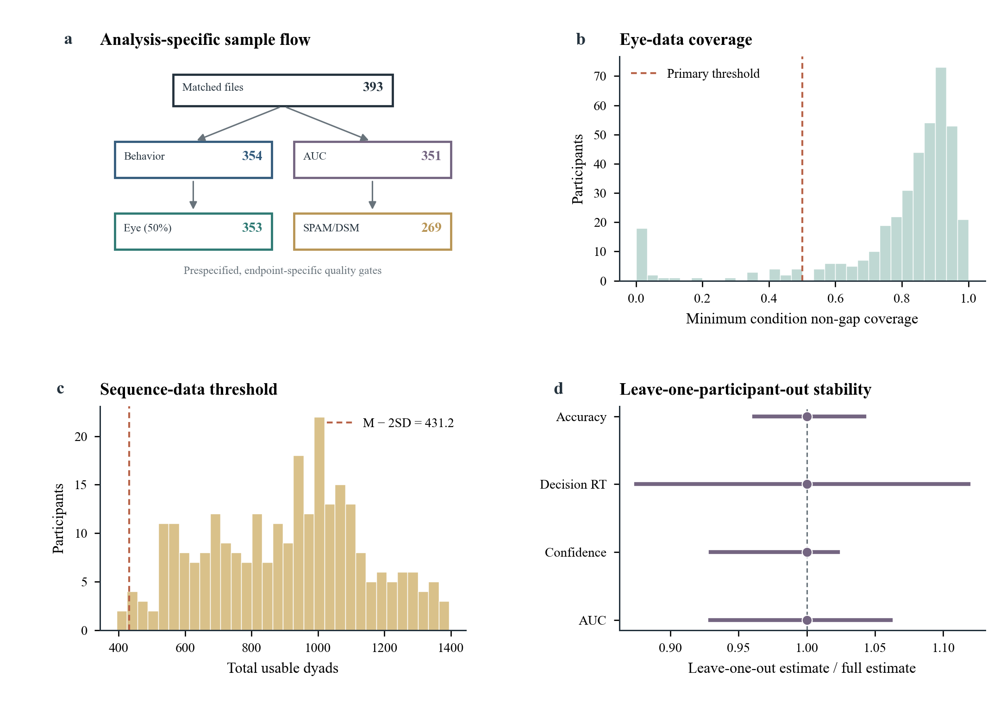 a Analysis-specific sample flow
Matched files 393
Behavior 354
AUC 351
Eye (50%) 353
SPAM/DSM 269
Prespecified, endpoint-specific quality gates
b Eye-data coverage
Primary threshold
Participants
70
60
50
40
30
20
10
0
0.0 0.2 0.4 0.6 0.8 1.0
Minimum condition non-gap coverage
c Sequence-data threshold
M − 2SD = 431.2
Participants
20
15
10
5
0
400 600 800 1000 1200 1400
Total usable dyads
d Leave-one-participant-out stability
Accuracy
Decision RT
Confidence
AUC
0.90 0.95 1.00 1.05 1.10
Leave-one-out estimate / full estimate